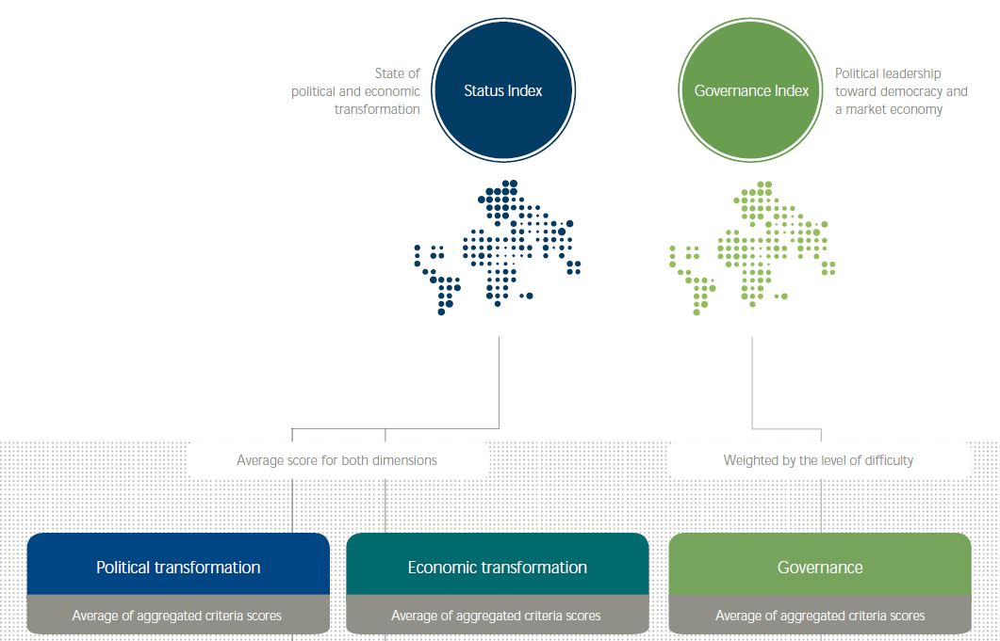 State of
political and economic
transformation
Status Index
Governance Index
Political leadership
toward democracy and
a market economy
Average score for both dimensions
Weighted by the level of difficulty
Political transformation
Economic transformation
Governance
Average of aggregated criteria scores
Average of aggregated criteria scores
Average of aggregated criteria scores